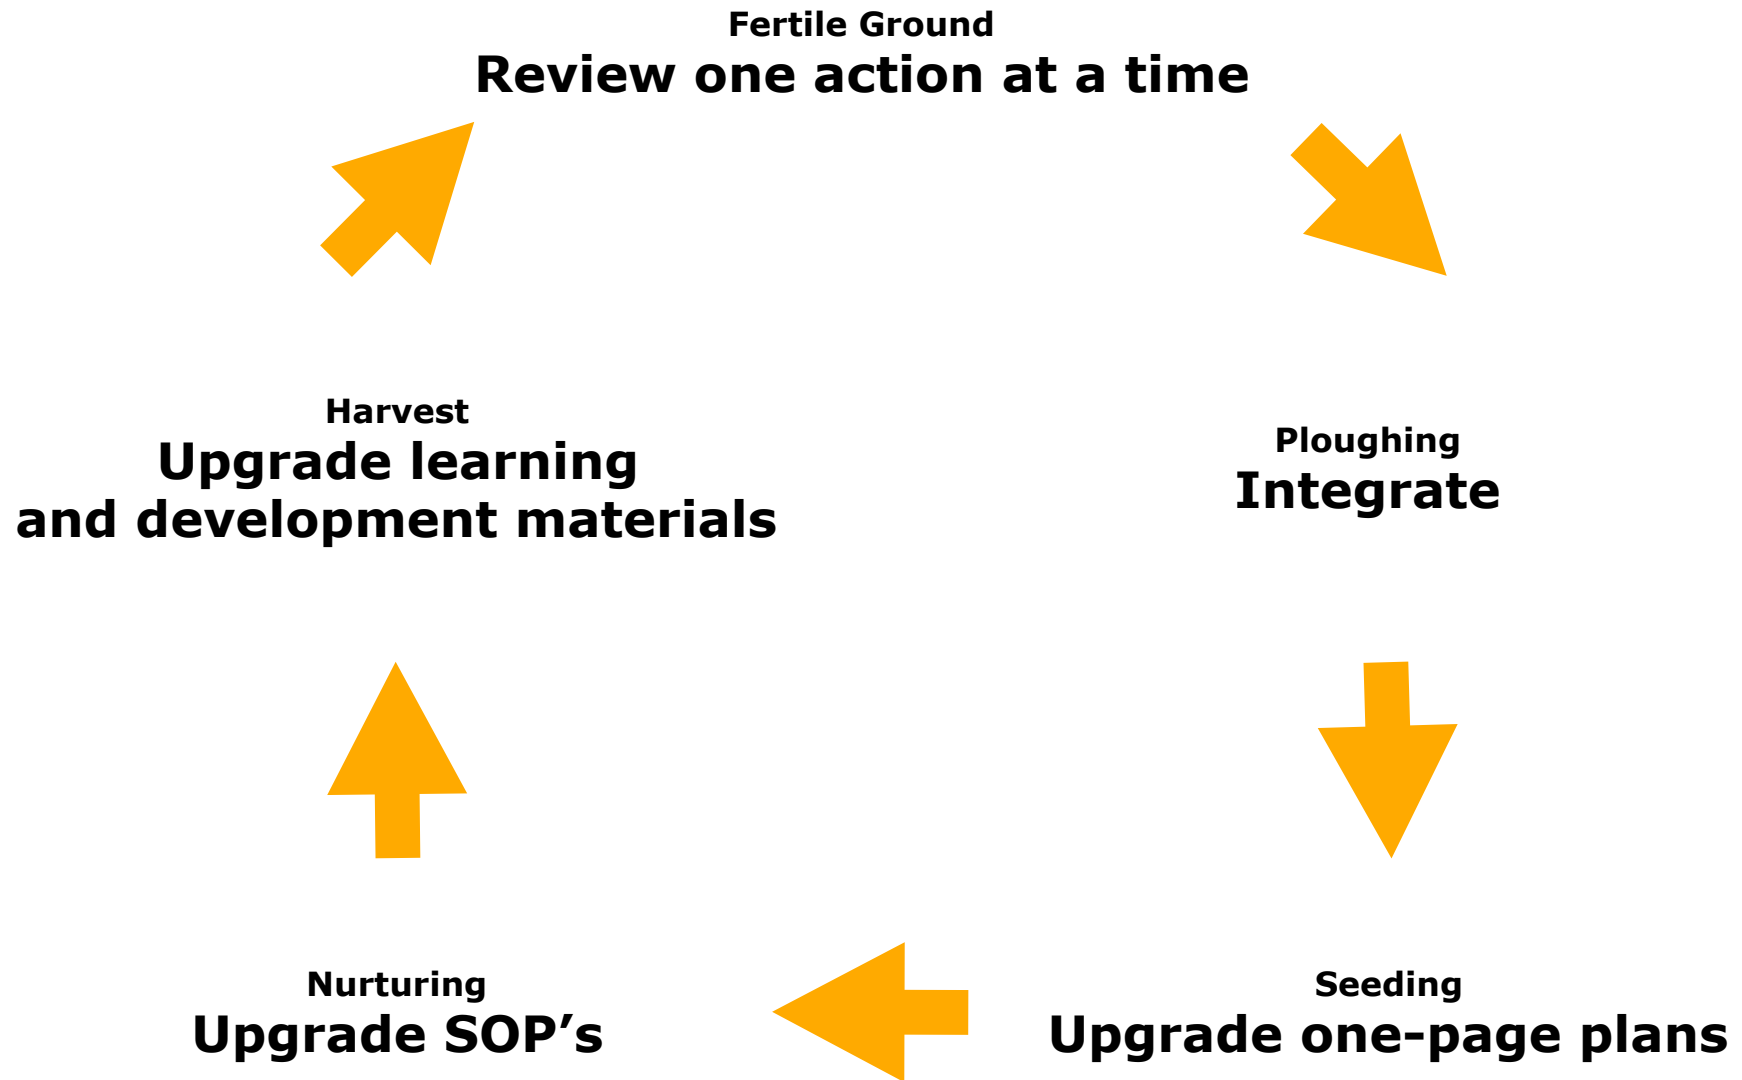 Fertile Ground
Review one action at a time
Harvest
Upgrade learning
and development materials
Ploughing
Integrate
Nurturing
Upgrade SOP’s
Seeding
Upgrade one-page plans